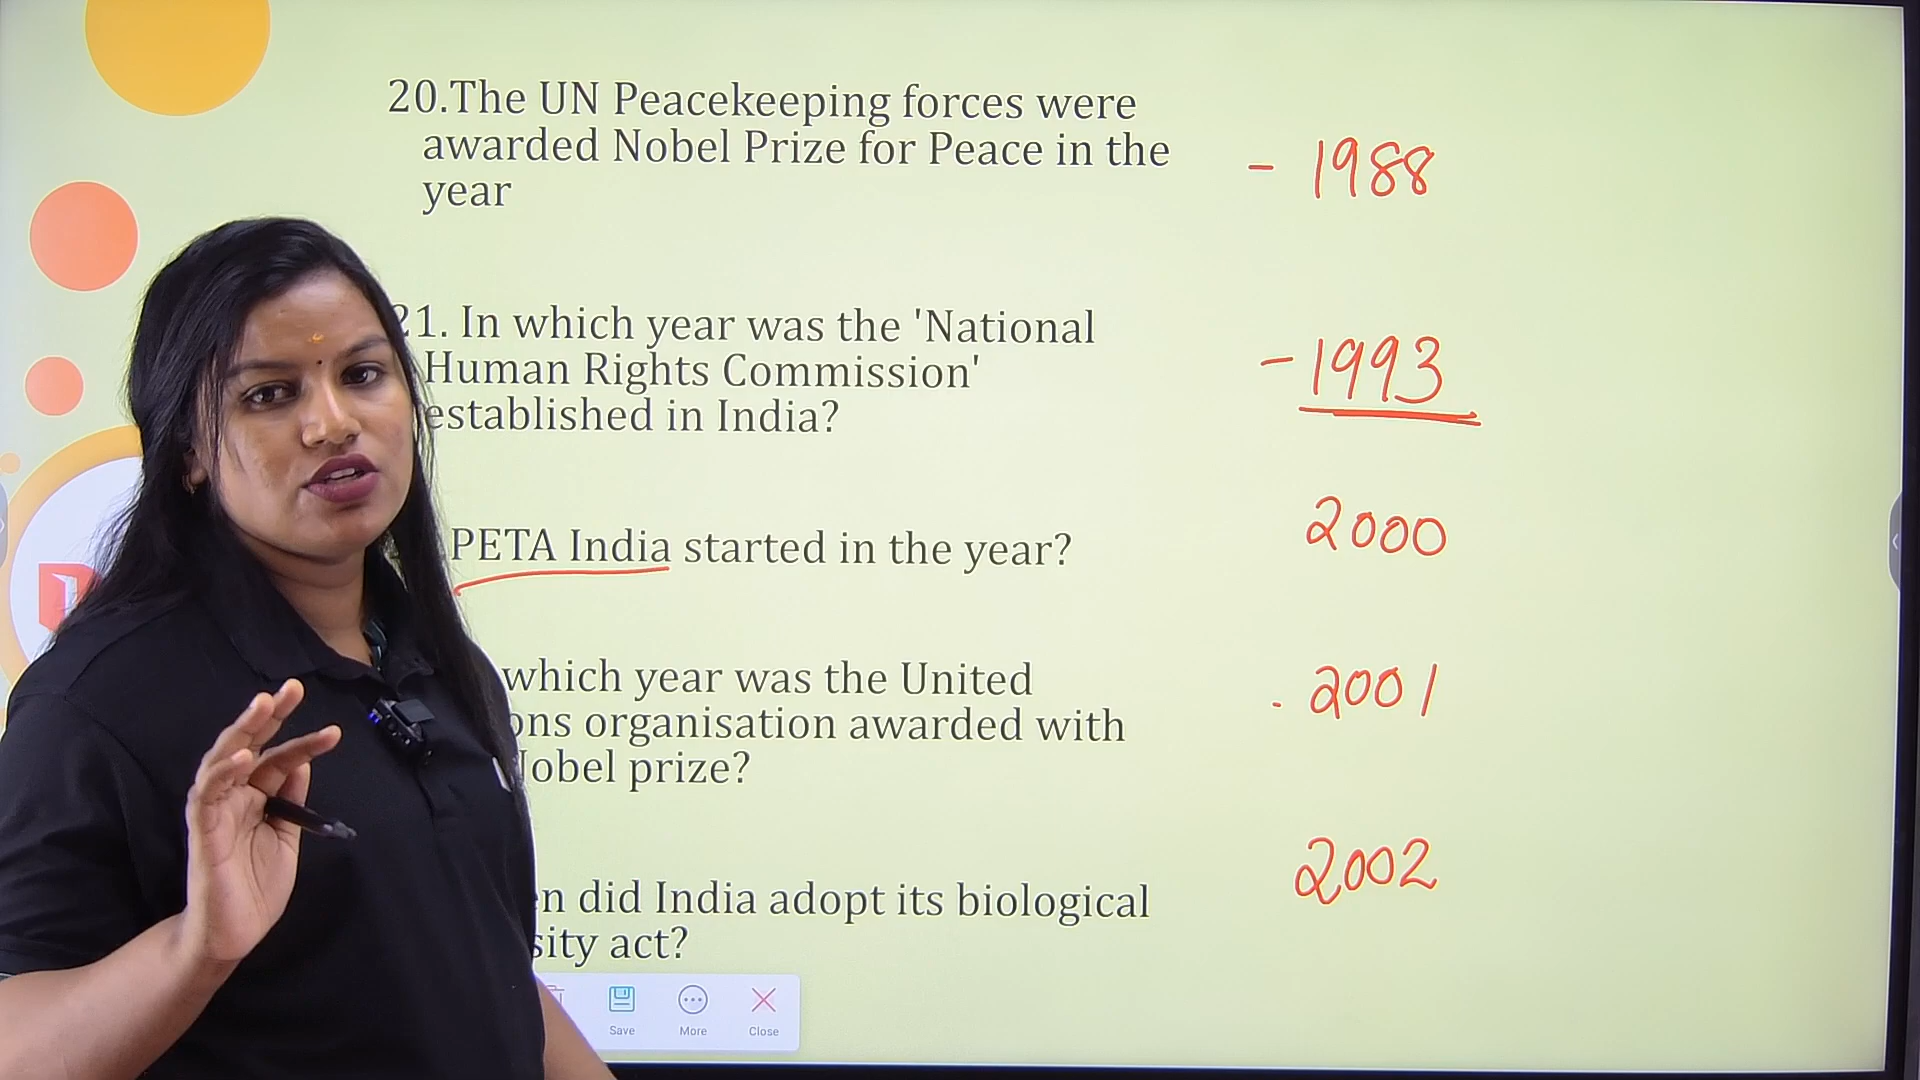 20.The UN Peacekeeping forces were
awarded Nobel Prize for Peace in the
year
- 1988
21. In which year was the 'National
Human Rights Commission'
established in India?
- 1993
PETA India started in the year?
2000
which year was the United
ons organisation awarded with
Nobel prize?
. 2001
en did India adopt its biological
sity act?
2002
Save
More
Close